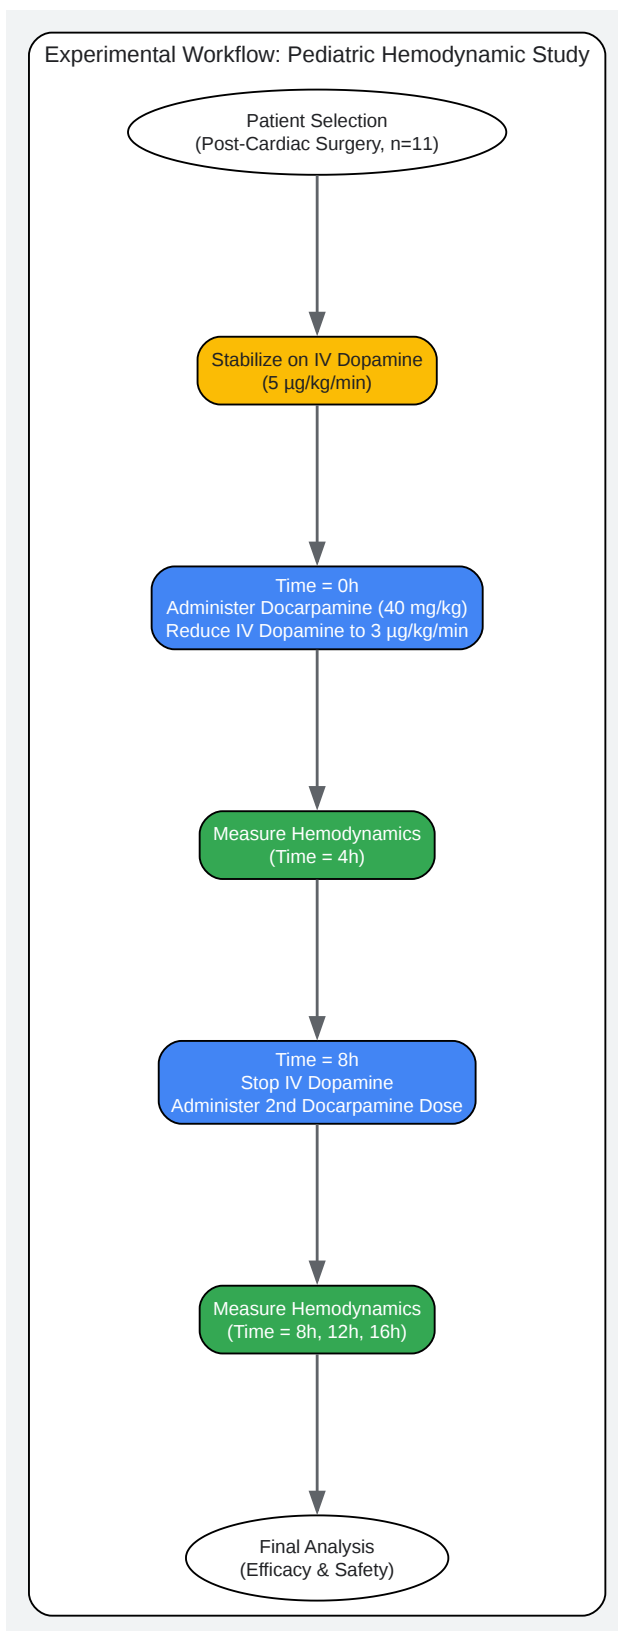 Experimental Workflow: Pediatric Hemodynamic Study
Patient Selection
(Post-Cardiac Surgery, n=11)
Stabilize on IV Dopamine
(5 µg/kg/min)
Time = 0h
Administer Docarpamine (40 mg/kg)
Reduce IV Dopamine to 3 µg/kg/min
Measure Hemodynamics
(Time = 4h)
Time = 8h
Stop IV Dopamine
Administer 2nd Docarpamine Dose
Measure Hemodynamics
(Time = 8h, 12h, 16h)
Final Analysis
(Efficacy & Safety)